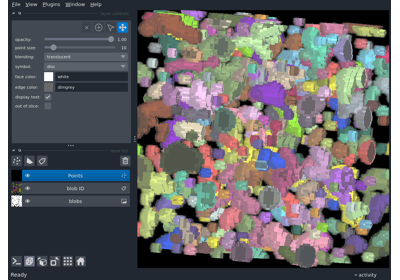 File View Plugins Window Help
opacity: 1.00
point size: 10
blending: translucent
symbol: disc
face color: white
edge color: dimgrey
display text:
out of slice:
Points
blob ID
blobs
Ready
activity